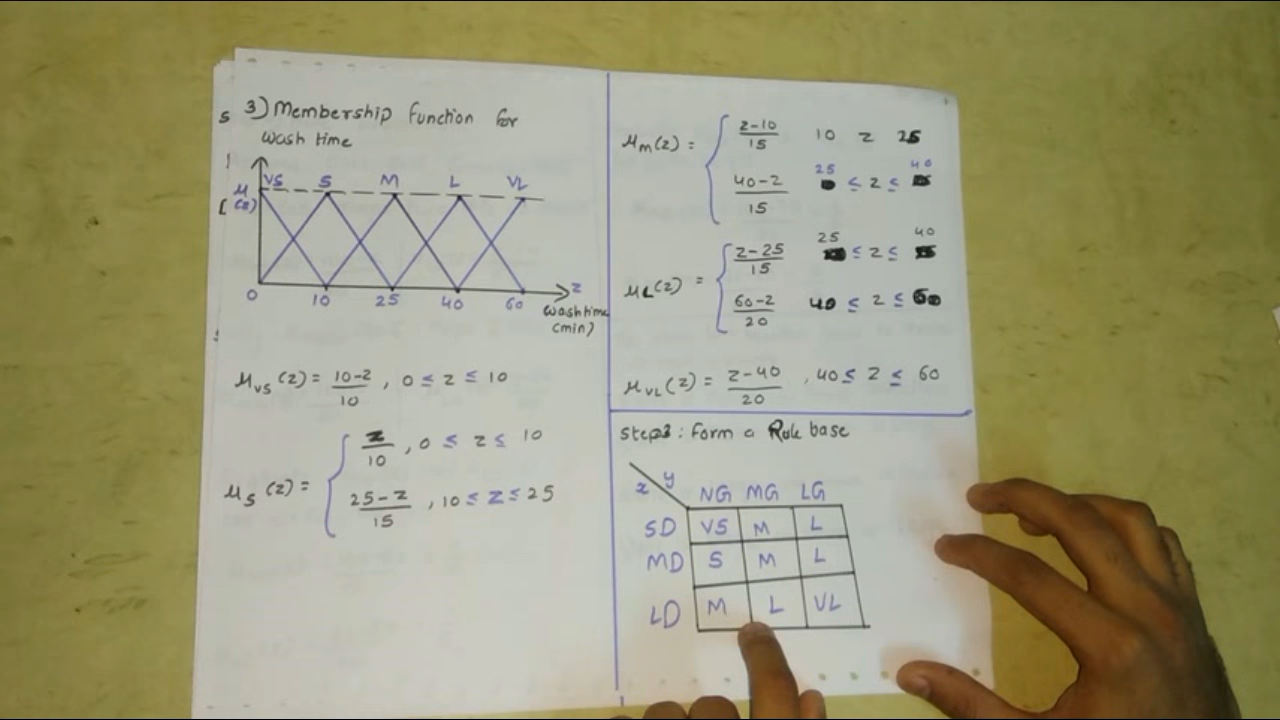 3) Membership Function for
Wash time
μ(z)
VS S M L VL
0 10 25 40 60 z
Wash time
(min)
μVS (z) = 10-z/10 , 0 ≤ z ≤ 10
μS (z) = { z/10 , 0 ≤ z ≤ 10
25-z/15 , 10 ≤ z ≤ 25
μM(z) = { z-10/15 10 z 25
40-z/15 25 ≤ z ≤ 40
μL(z) = { z-25/15 25 ≤ z ≤ 40
60-z/20 40 ≤ z ≤ 60
μVL(z) = z-40/20 , 40 ≤ z ≤ 60
Step3: Form a Rule base
x y NG MG LG
SD VS M L
MD S M L
LD M L VL